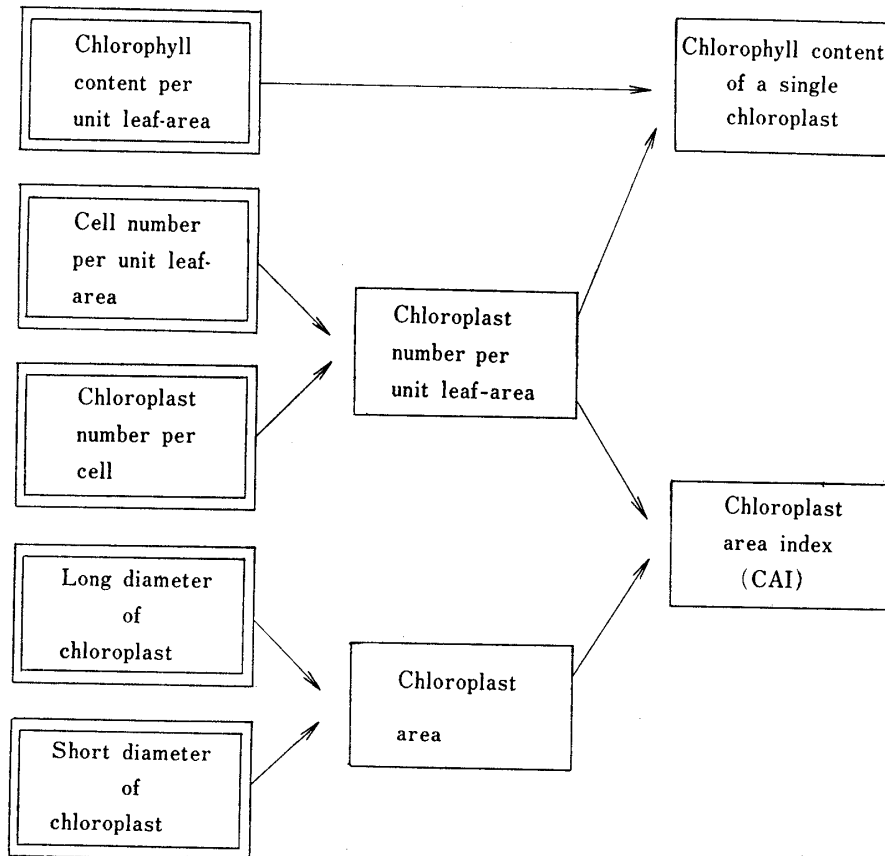 Chlorophyll
content per
unit leaf-area
Chlorophyll content
of a single
chloroplast
Cell number
per unit leaf-
area
Chloroplast
number per
unit leaf-area
Chloroplast
number per
cell
Chloroplast
area index
(CAI)
Long diameter
of
chloroplast
Chloroplast
area
Short diameter
of
chloroplast